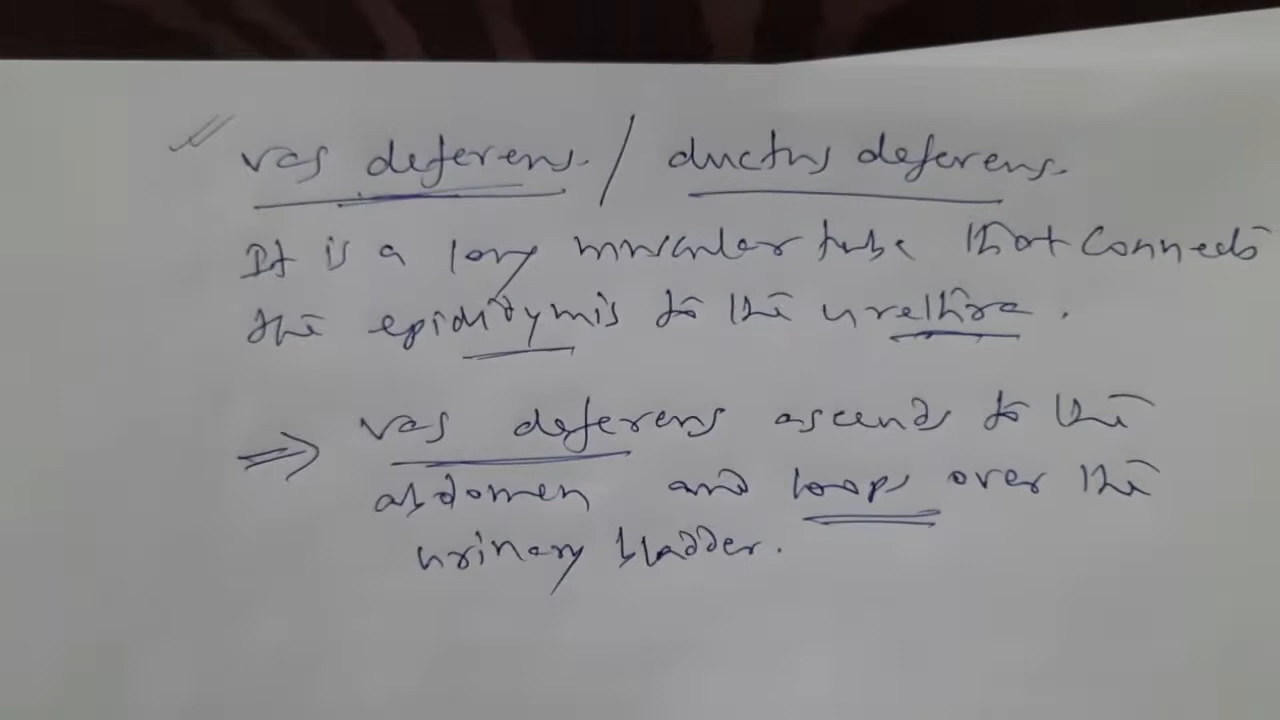 vas deferens. / ductus deferens.
It is a long muscular tube that connects
the epididymis to the urethra.
⇒ vas deferens ascends to the
abdomen and loops over the
urinary bladder.